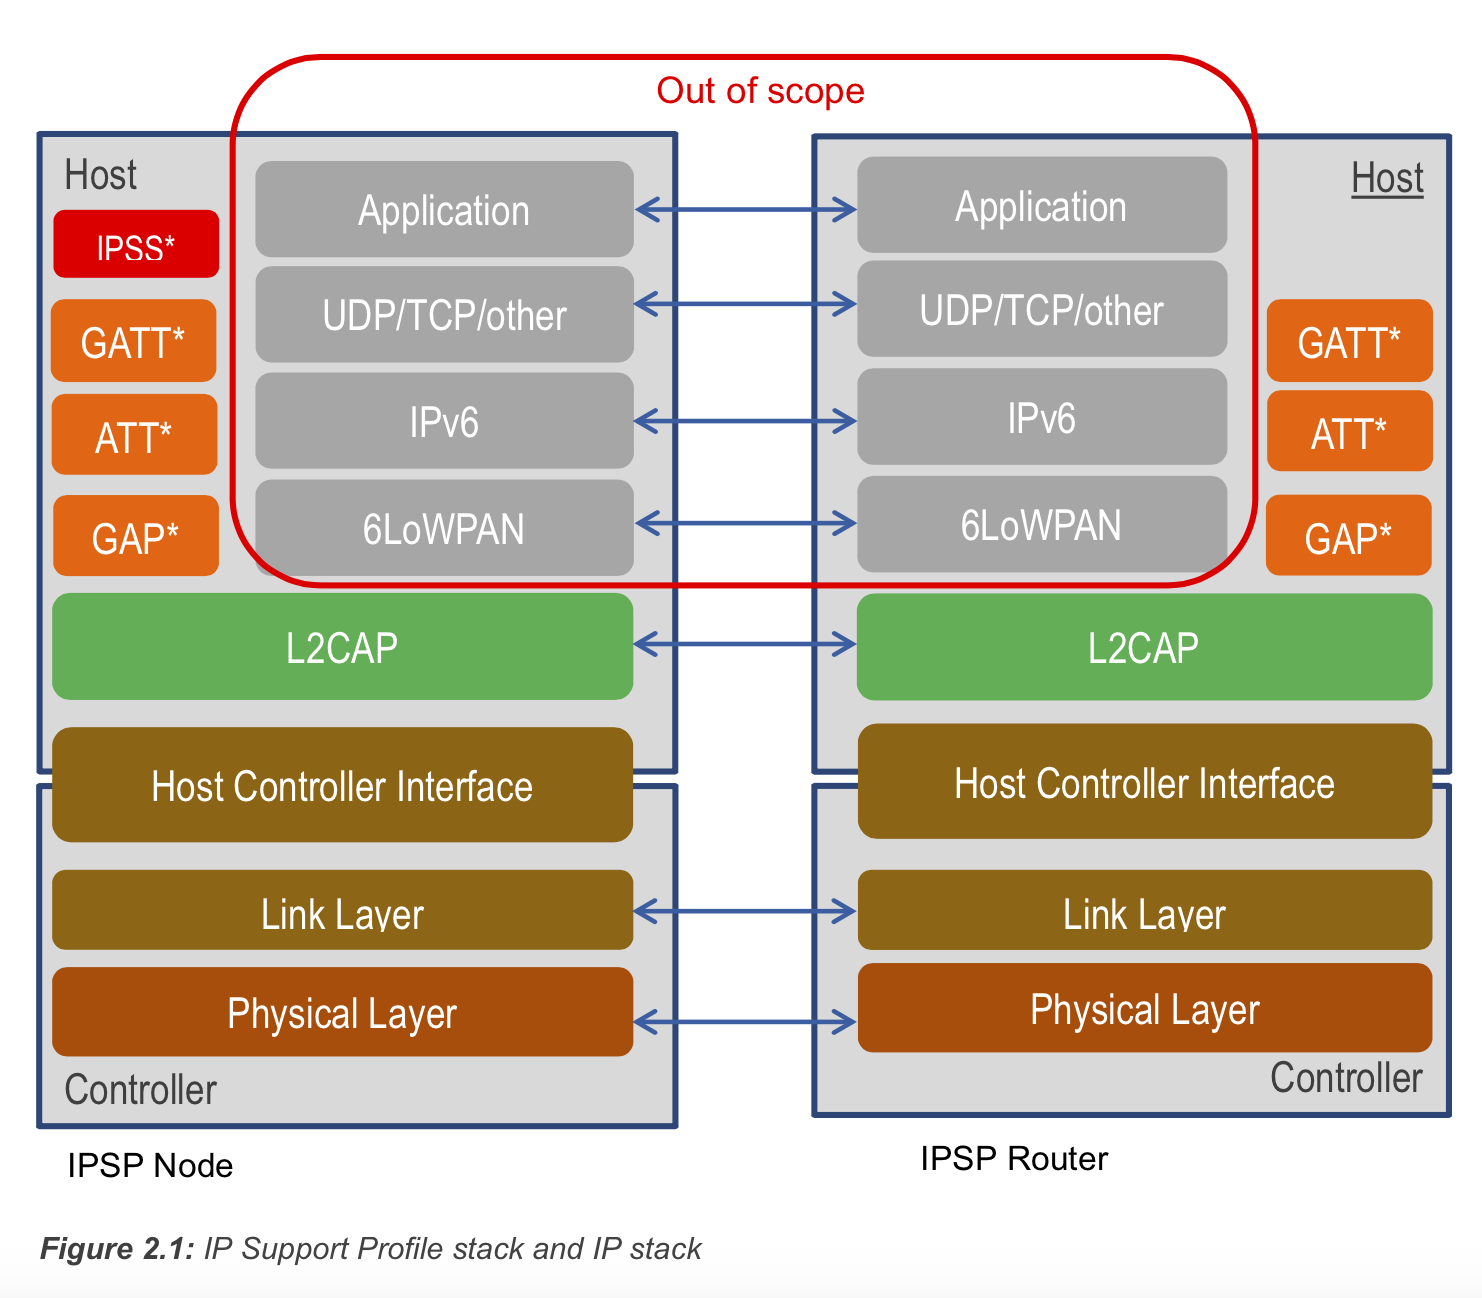 Out of scope
Host
IPSS*
GATT*
ATT*
GAP*
Application
UDP/TCP/other
IPv6
6LoWPAN
L2CAP
Host Controller Interface
Link Layer
Physical Layer
Controller
IPSP Node
Host
Application
UDP/TCP/other
IPv6
6LoWPAN
GATT*
ATT*
GAP*
L2CAP
Host Controller Interface
Link Layer
Physical Layer
Controller
IPSP Router
Figure 2.1: IP Support Profile stack and IP stack